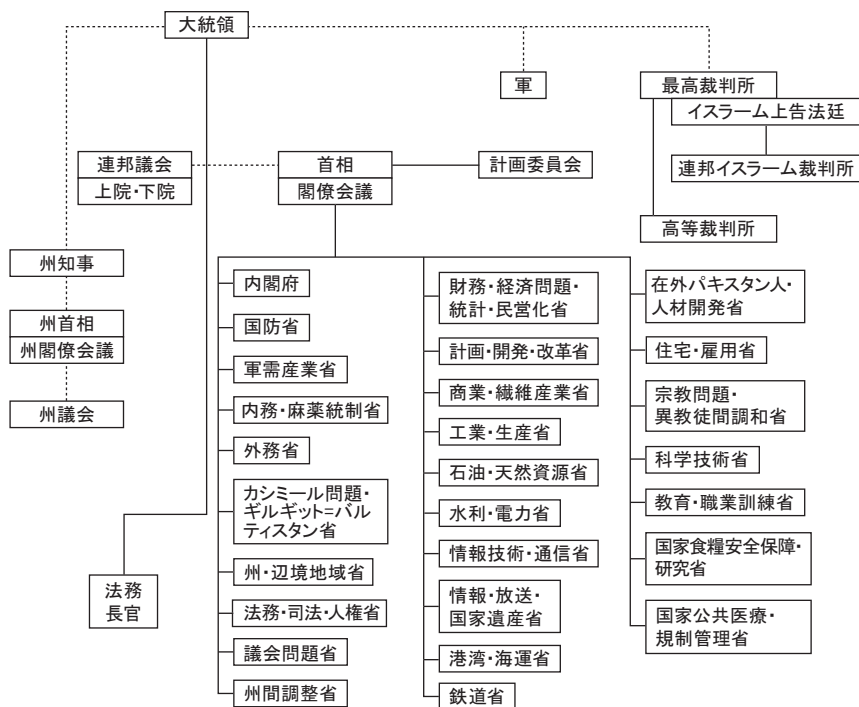 大統領
軍
最高裁判所
イスラーム上告法廷
連邦議会
上院・下院
首相
閣僚会議
計画委員会
連邦イスラーム裁判所
高等裁判所
州知事
州首相
州閣僚会議
州議会
法務
長官
内閣府
国防省
軍需産業省
内務・麻薬統制省
外務省
カシミール問題・
ギルギット=バル
ティスタン省
州・辺境地域省
法務・司法・人権省
議会問題省
州間調整省
財務・経済問題・
統計・民営化省
計画・開発・改革省
商業・繊維産業省
工業・生産省
石油・天然資源省
水利・電力省
情報技術・通信省
情報・放送・
国家遺産省
港湾・海運省
鉄道省
在外パキスタン人・
人材開発省
住宅・雇用省
宗教問題・
異教徒間調和省
科学技術省
教育・職業訓練省
国家食糧安全保障・
研究省
国家公共医療・
規制管理省